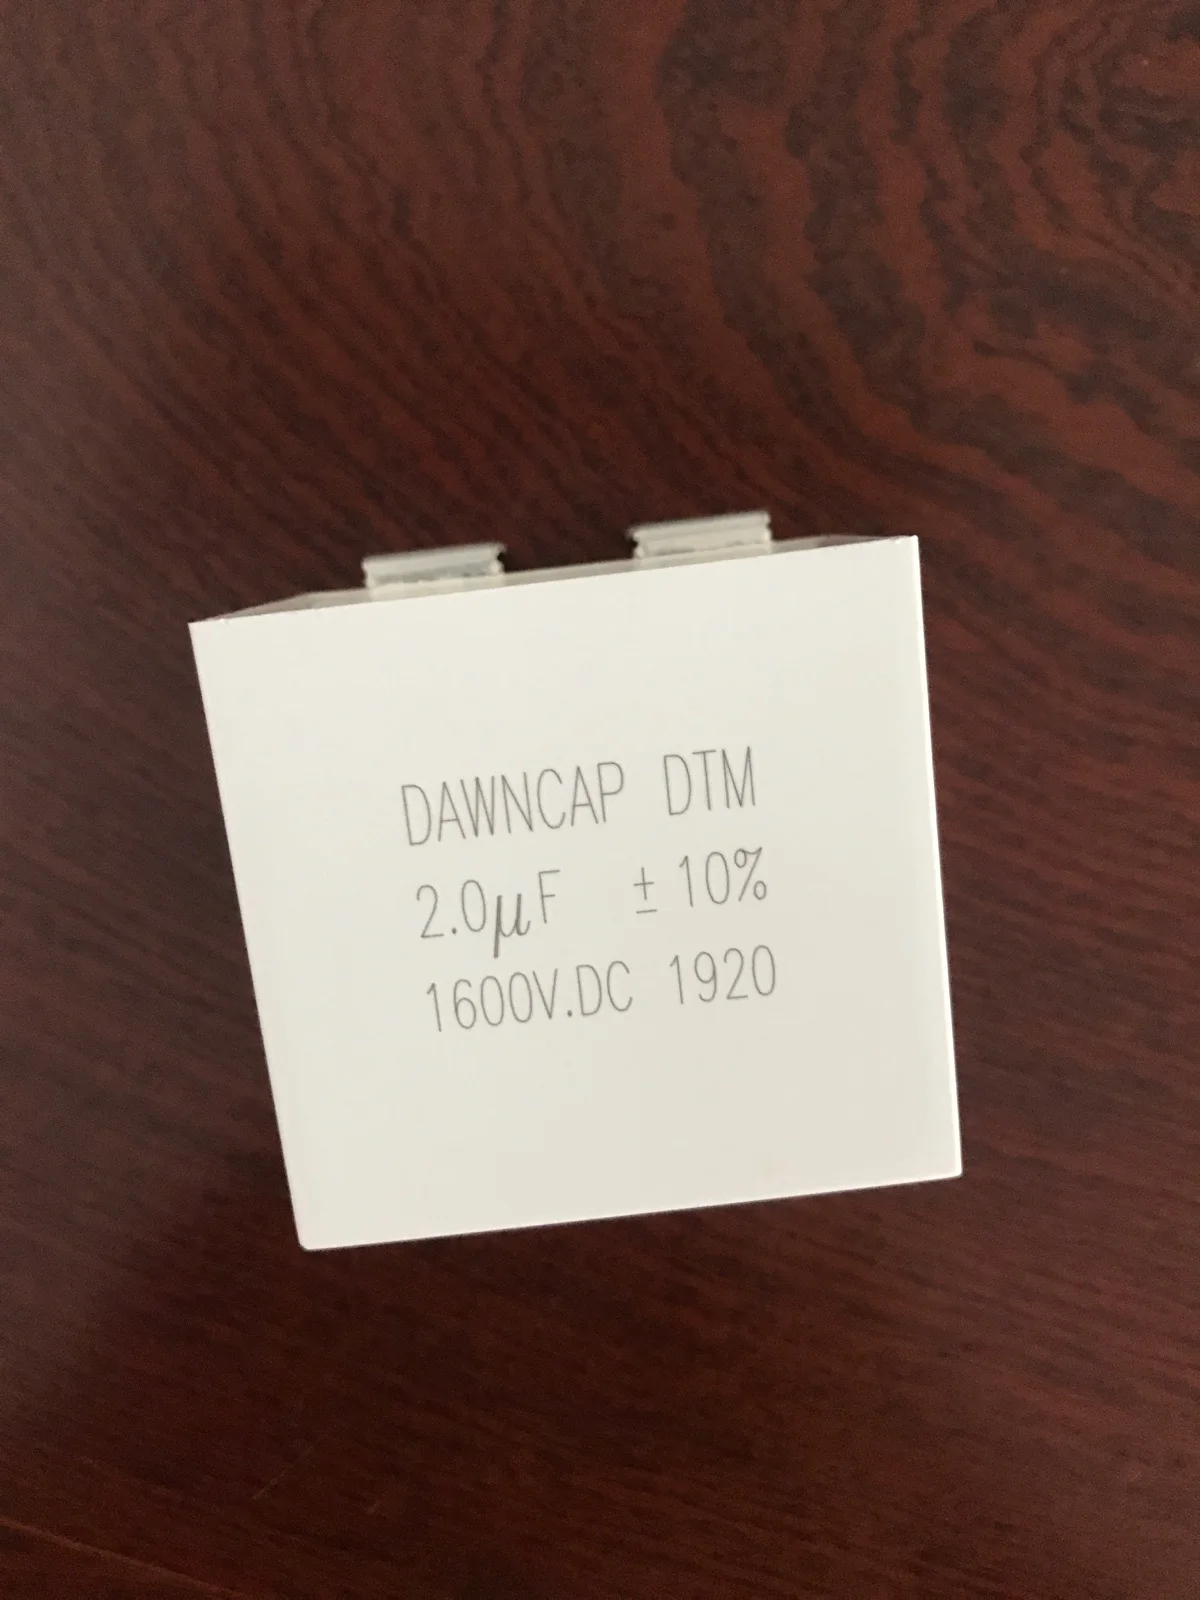 DAWNCAP DTM
2.0μF ±10%
1600V.DC 1920